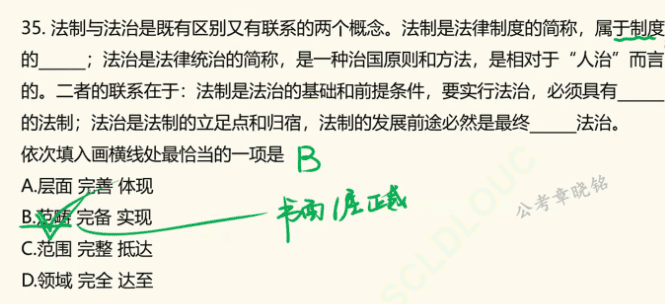 35. 法制与法治是既有区别又有联系的两个概念。法制是法律制度的简称，属于制度
的______；法治是法律统治的简称，是一种治国原则和方法，是相对于“人治”而言
的。二者的联系在于：法制是法治的基础和前提条件，要实行法治，必须具有______
的法制；法治是法制的立足点和归宿，法制的发展前途必然是最终______法治。
依次填入画横线处最恰当的一项是 B
A.层面 完善 体现
B.范畴 完备 实现
书面 庄正式
公考章晓铭
C.范围 完整 抵达
D.领域 完全 达至
SCLDLOUC